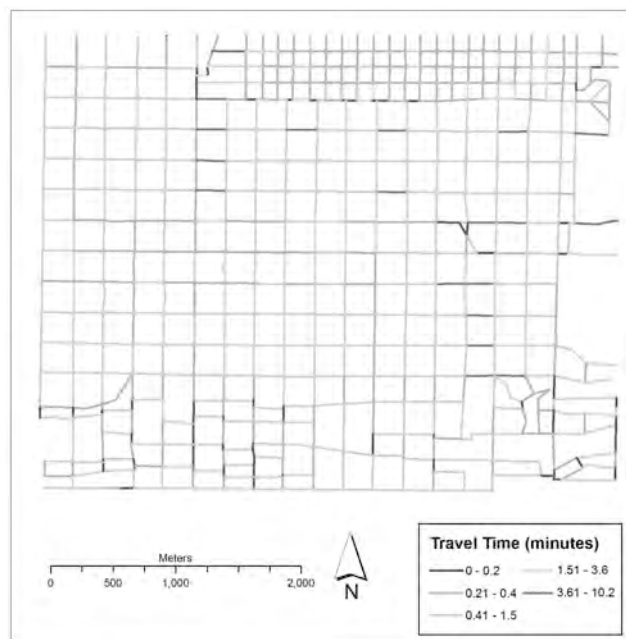 Meters
0 500 1,000 2,000
N
Travel Time (minutes)
0 - 0.2 1.51 - 3.6
0.21 - 0.4 3.61 - 10.2
0.41 - 1.5